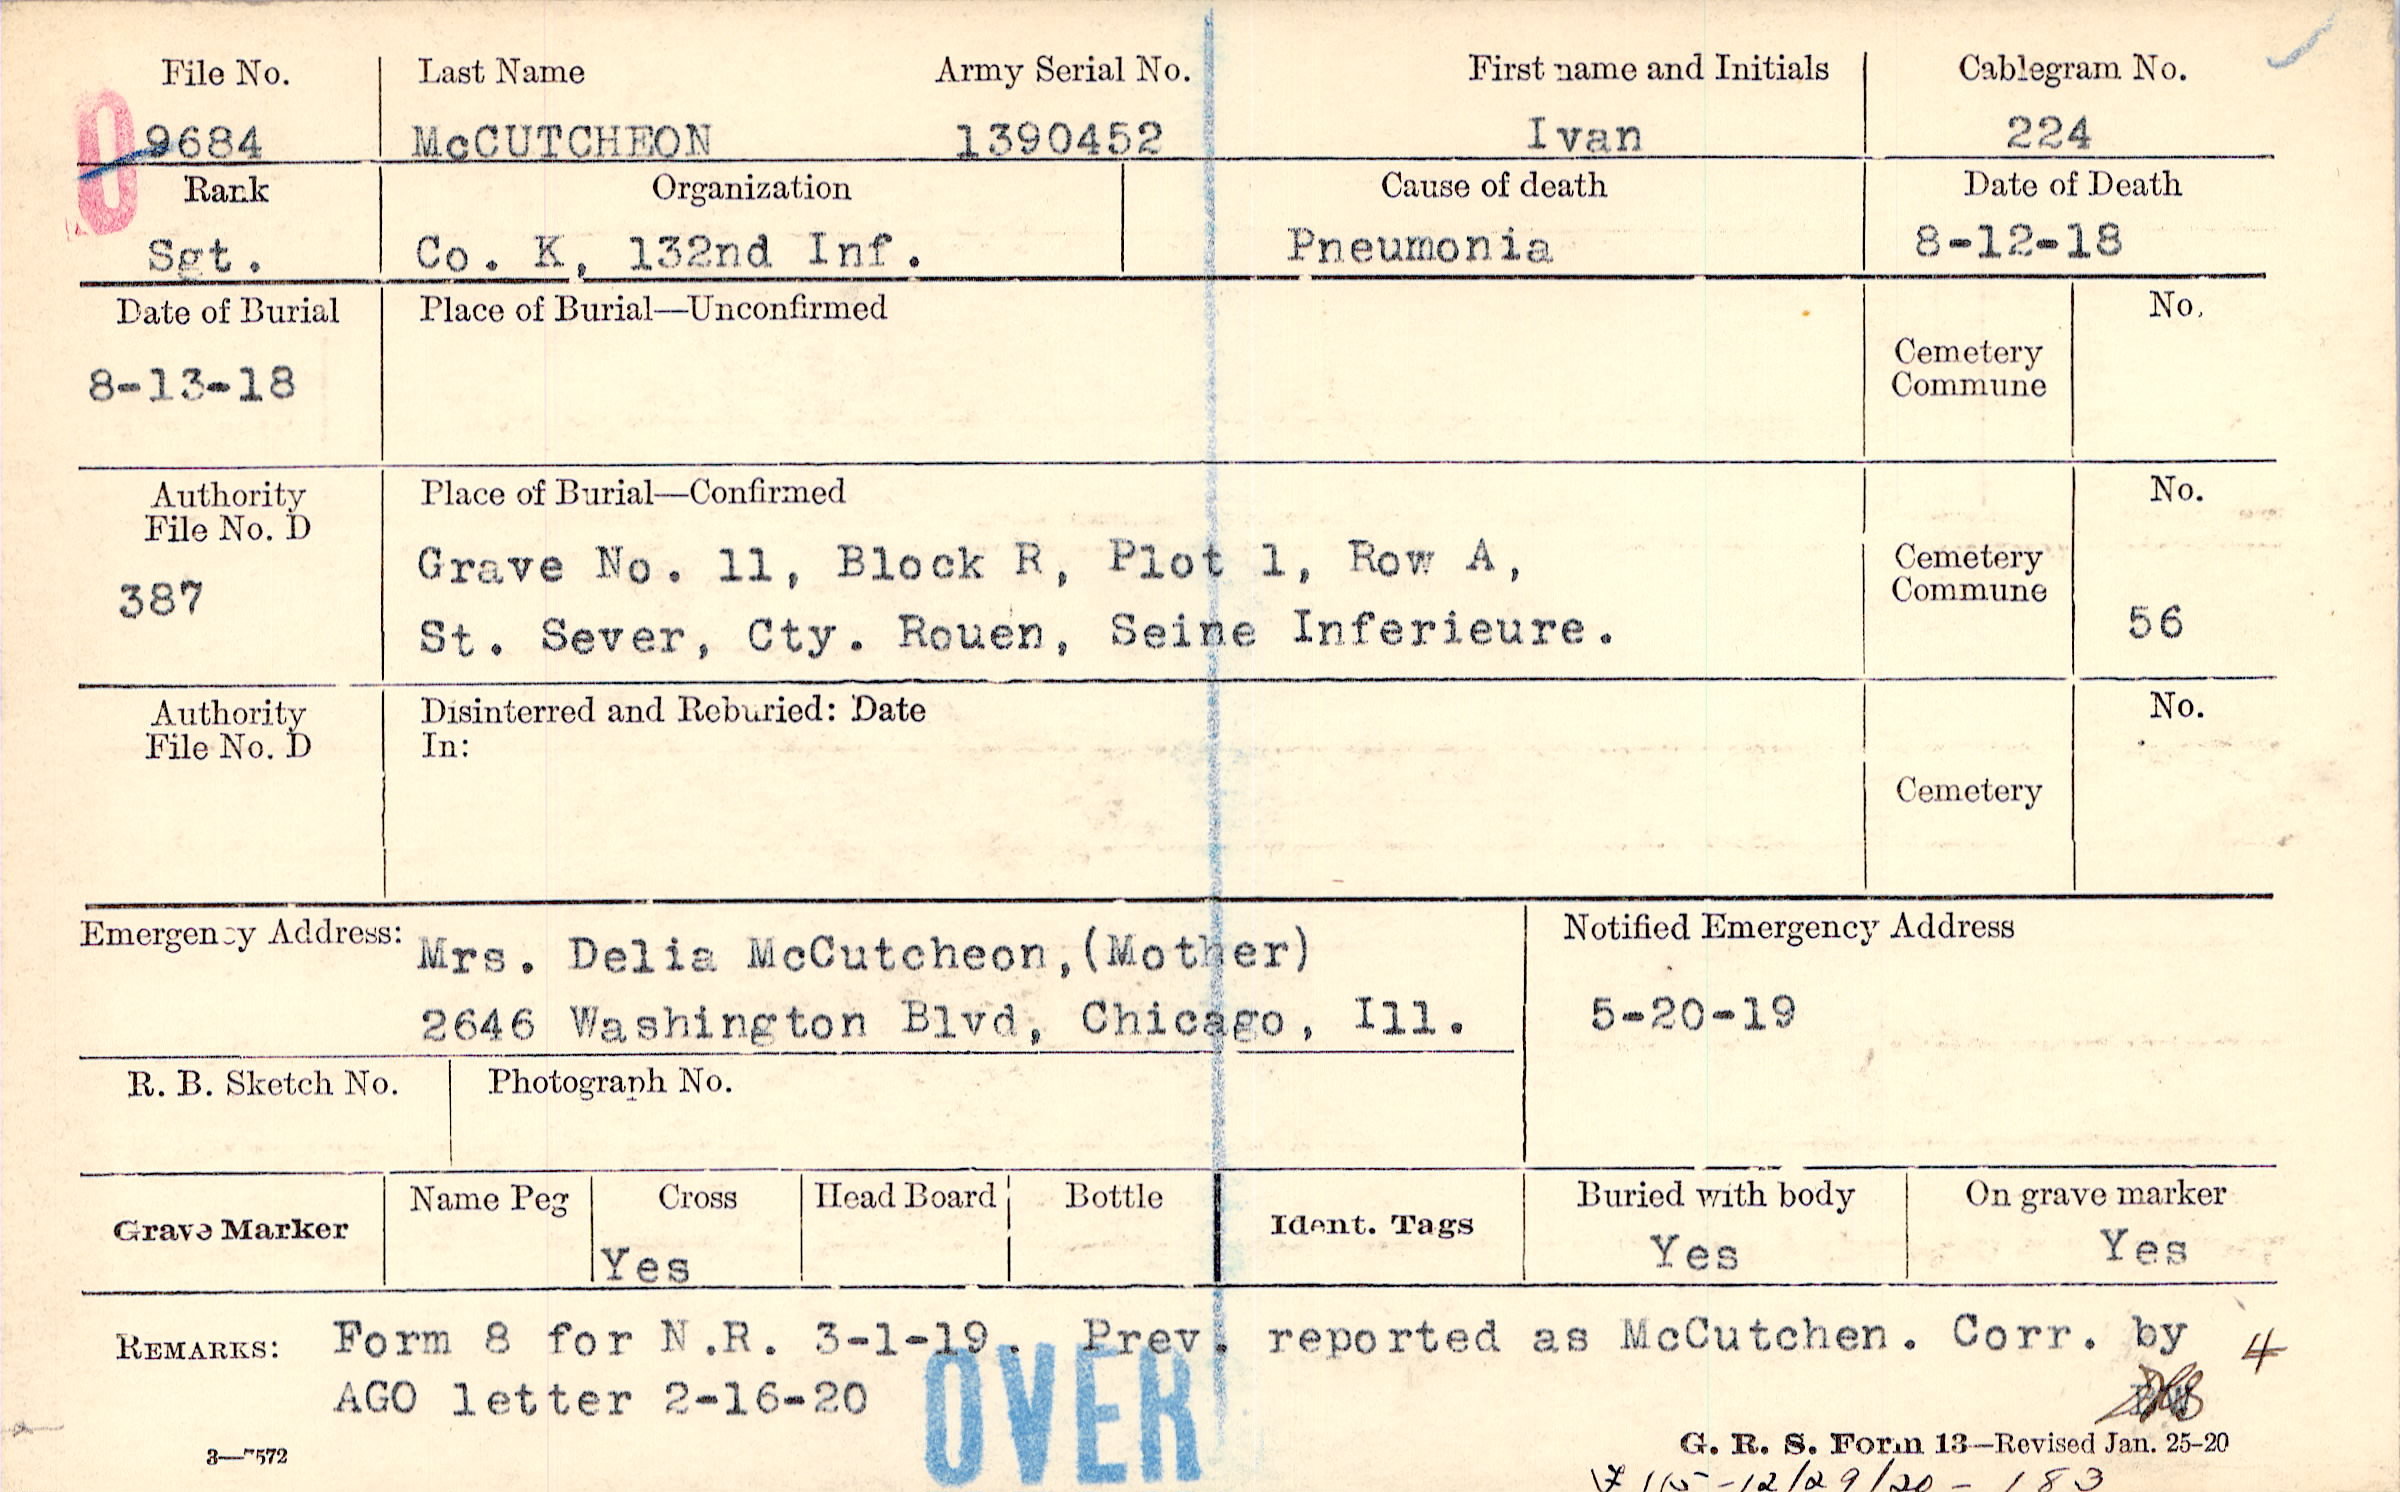 File No. Last Name Army Serial No. First name and Initials Cablegram No.
0 9684 McCUTCHEON 1390452 Ivan 224
Rank Organization Cause of death Date of Death
Sgt. Co. K, 132nd Inf. Pneumonia 8-12-18
Date of Burial Place of Burial—Unconfirmed No.
8-13-18 Cemetery
Commune
Authority Place of Burial—Confirmed No.
File No. D
387 Grave No. 11, Block R, Plot 1, Row A, Cemetery
Commune
St. Sever, Cty. Rouen, Seine Inferieure. 56
Authority Disinterred and Reburied: Date No.
File No. D In:
Cemetery
Emergency Address: Mrs. Delia McCutcheon,(Mother) Notified Emergency Address
2646 Washington Blvd, Chicago, Ill. 5-20-19
R. B. Sketch No. Photograph No.
Grave Marker Name Peg Cross Head Board Bottle Ident. Tags Buried with body On grave marker
Yes Yes Yes
REMARKS: Form 8 for N.R. 3-1-19. Prev. reported as McCutchen. Corr. by 4
AGO letter 2-16-20
OVER
3—7572 G. R. S. Form 13—Revised Jan. 25-20
12/29/20 - 183